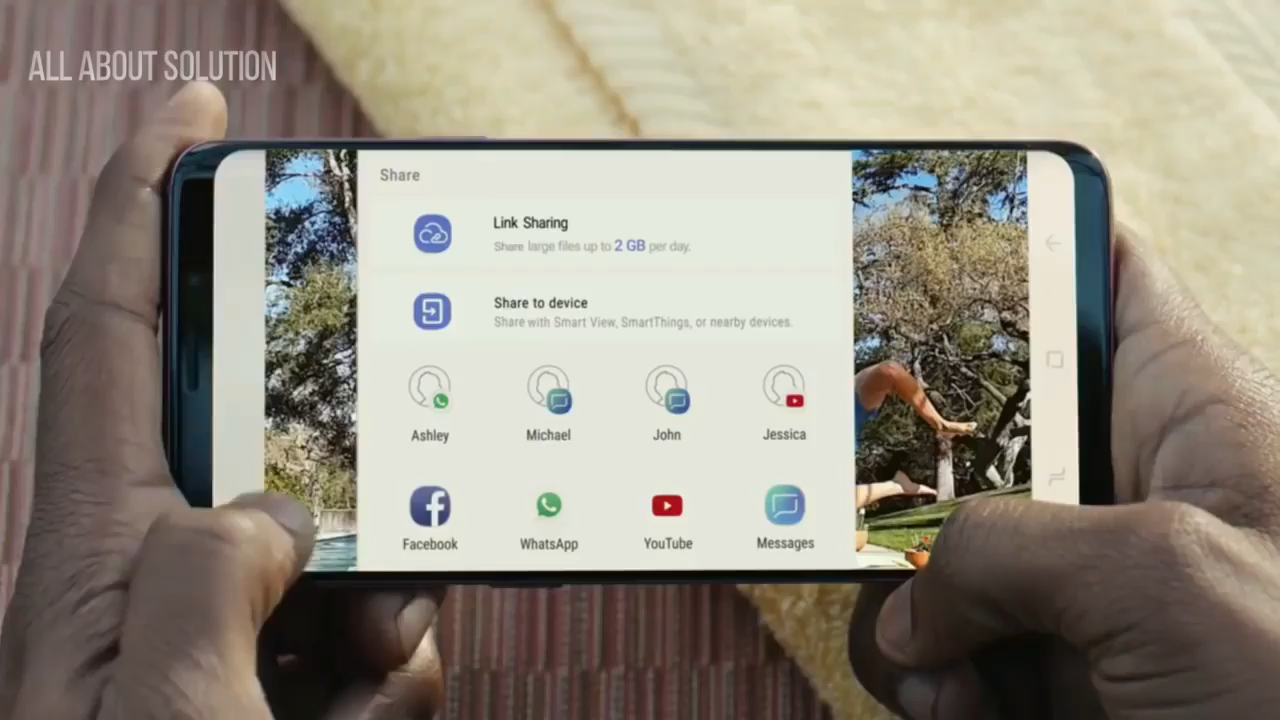 ALL ABOUT SOLUTION
Share
Link Sharing
Share large files up to 2 GB per day.
Share to device
Share with Smart View, SmartThings, or nearby devices.
Ashley
Michael
John
Jessica
Facebook
WhatsApp
YouTube
Messages